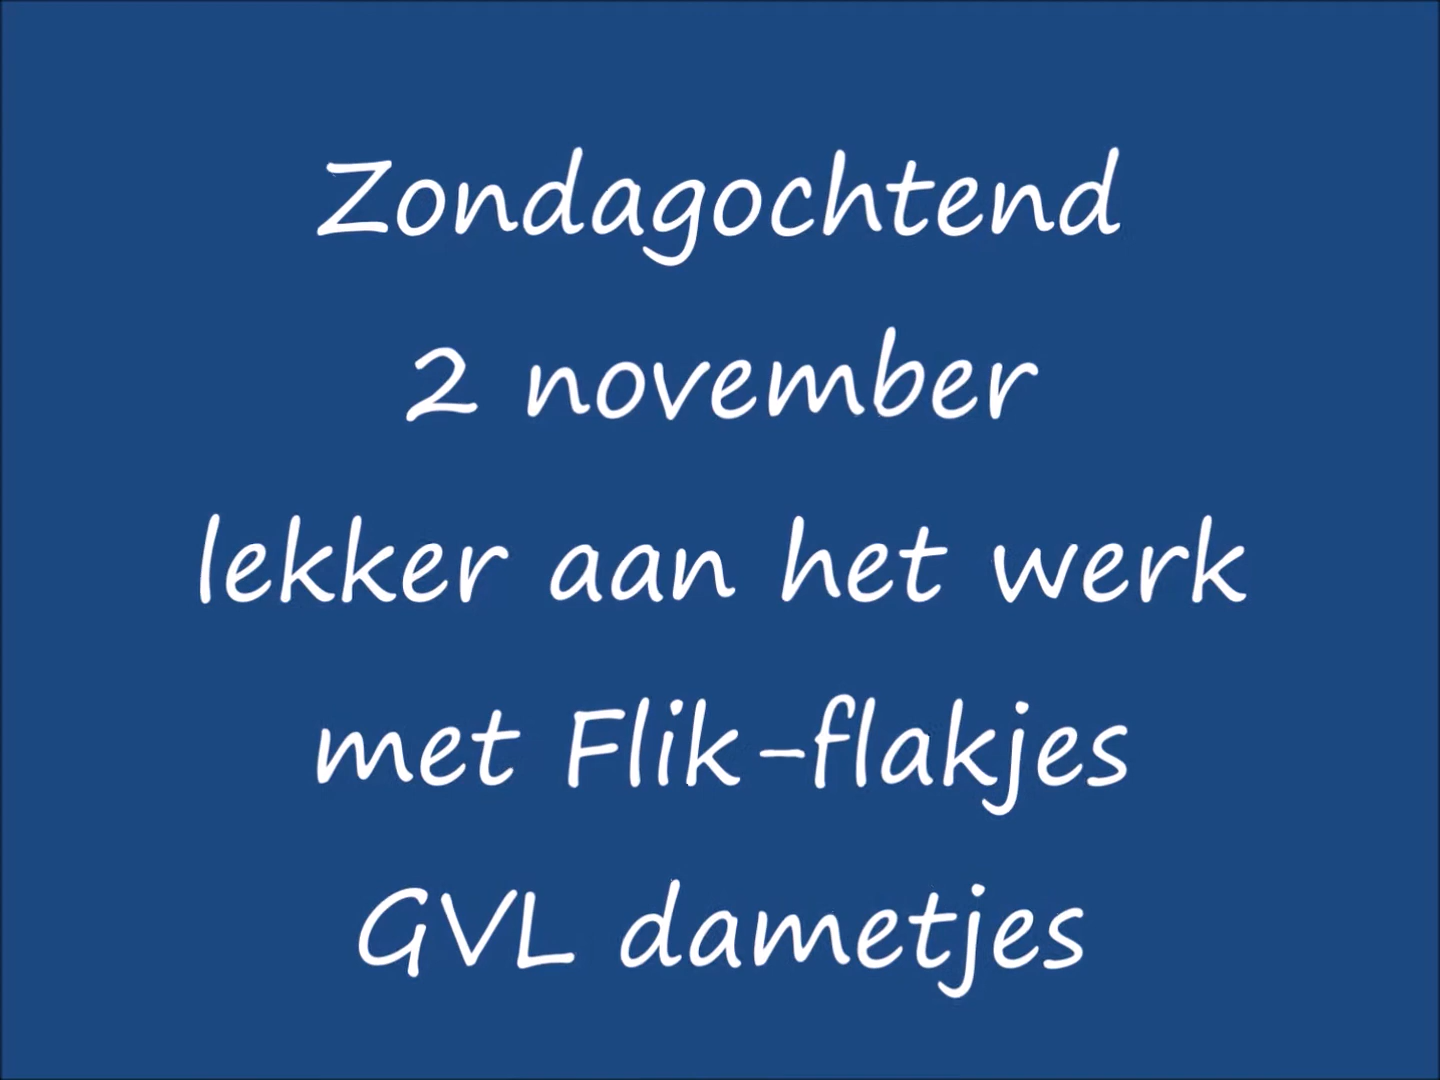 Zondagochtend
2 november
lekker aan het werk
met Flik-flakjes
GVL dametjes